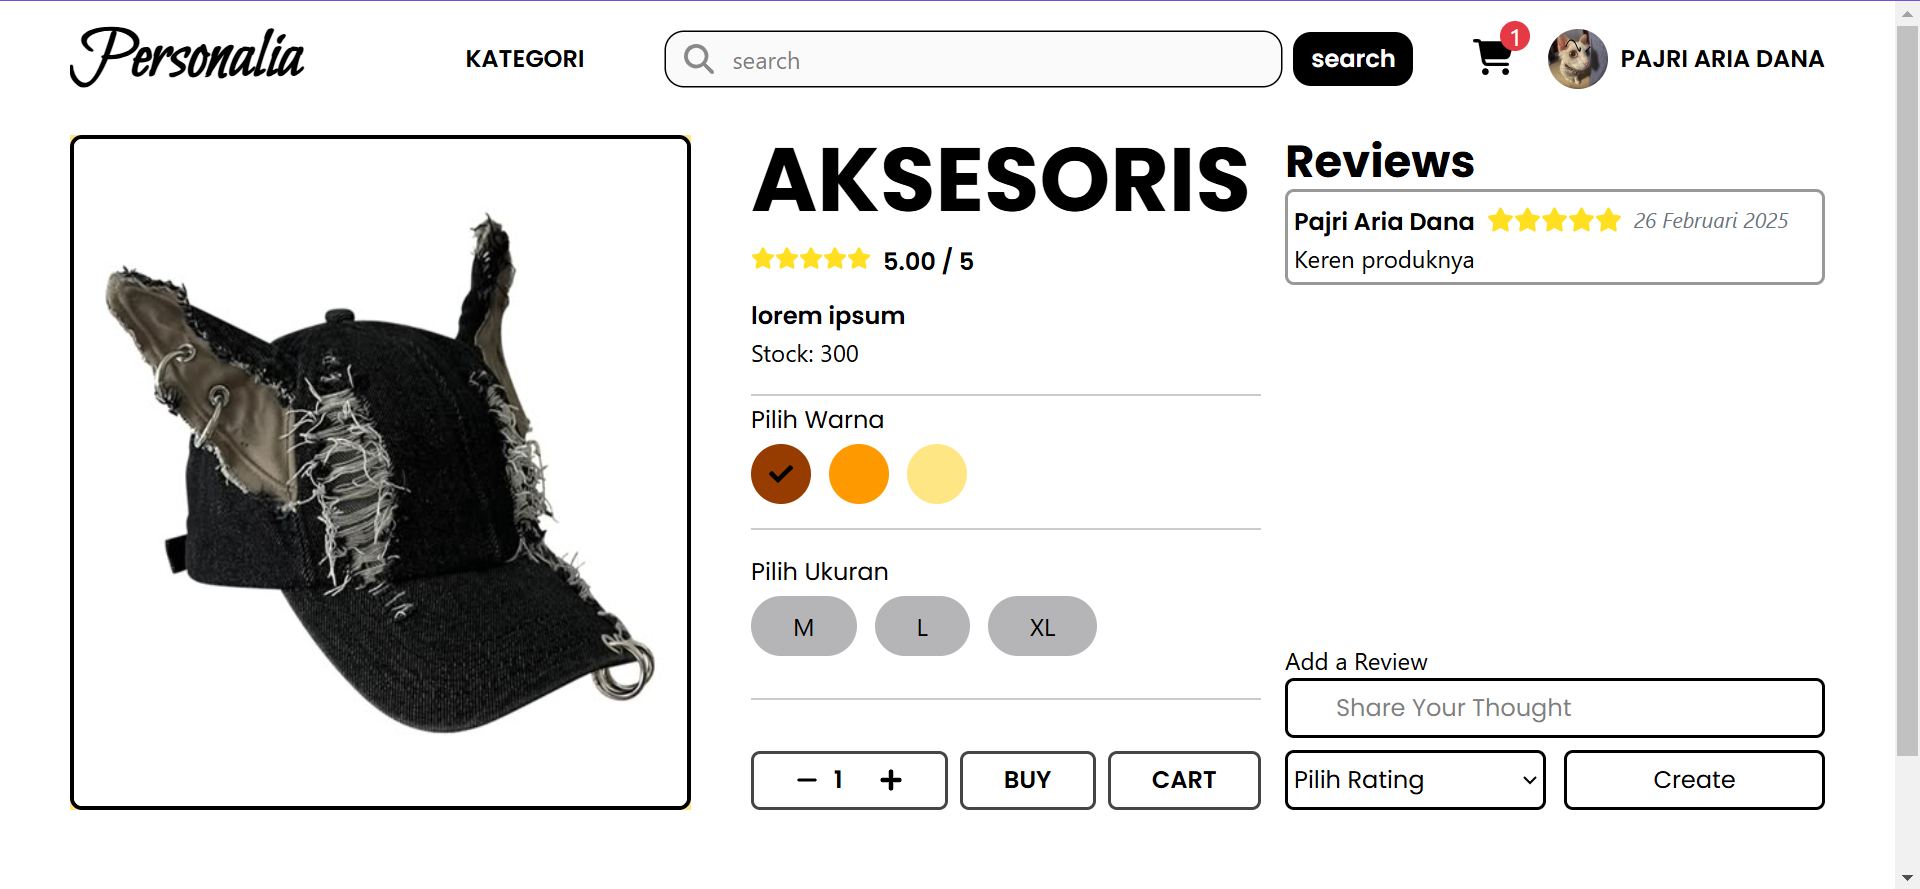 Personalia
KATEGORI
search
search
1
PAJRI ARIA DANA
AKSESORIS
5.00 / 5
lorem ipsum
Stock: 300
Pilih Warna
Pilih Ukuran
M
L
XL
1
BUY
CART
Reviews
Pajri Aria Dana 26 Februari 2025
Keren produknya
Add a Review
Share Your Thought
Pilih Rating
Create